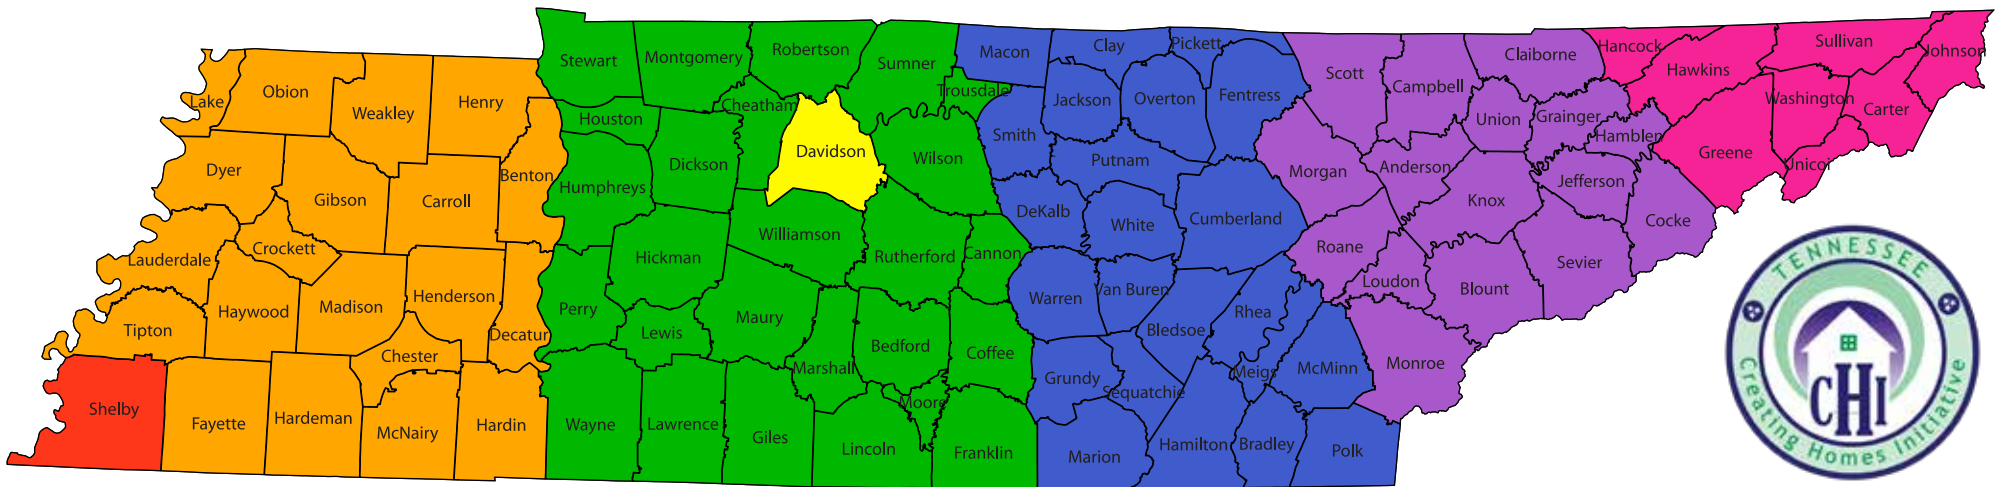 Lake
Obion
Weakley
Henry
Benton
Dyer
Gibson
Carroll
Crockett
Lauderdale
Haywood
Madison
Henderson
Decatur
Tipton
Chester
Shelby
Fayette
Hardeman
McNairy
Hardin
Stewart
Montgomery
Robertson
Sumner
Trousdale
Houston
Cheatham
Dickson
Davidson
Wilson
Humphreys
Hickman
Williamson
Rutherford
Cannon
Perry
Lewis
Maury
Marshall
Bedford
Coffee
Moore
Wayne
Lawrence
Giles
Lincoln
Franklin
Macon
Clay
Pickett
Jackson
Overton
Fentress
Smith
Putnam
DeKalb
White
Cumberland
Warren
Van Buren
Bledsoe
Rhea
Grundy
Sequatchie
Meigs
McMinn
Marion
Hamilton
Bradley
Polk
Scott
Campbell
Claiborne
Union
Grainger
Hamblen
Morgan
Anderson
Knox
Jefferson
Cocke
Roane
Loudon
Blount
Sevier
Monroe
Hancock
Hawkins
Sullivan
Johnson
Washington
Carter
Greene
Unicoi
TENNESSEE
CHI
Creating Homes Initiative